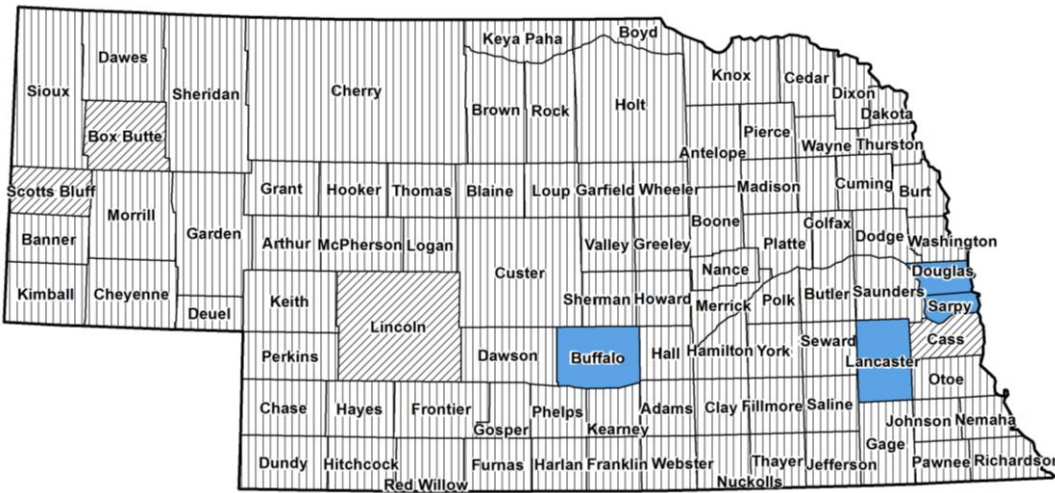 Keya Paha
Boyd
Dawes
Sioux
Sheridan
Cherry
Brown
Rock
Holt
Knox
Cedar
Dixon
Dakota
Box Butte
Antelope
Pierce
Wayne
Thurston
Scotts Bluff
Morrill
Garden
Grant
Hooker
Thomas
Blaine
Loup
Garfield
Wheeler
Madison
Cuming
Burt
Boone
Banner
Arthur
McPherson
Logan
Custer
Valley
Greeley
Platte
Colfax
Dodge
Washington
Nance
Kimball
Cheyenne
Deuel
Keith
Lincoln
Sherman
Howard
Merrick
Polk
Butler
Saunders
Douglas
Sarpy
Perkins
Dawson
Buffalo
Hall
Hamilton
York
Seward
Lancaster
Cass
Otoe
Chase
Hayes
Frontier
Gosper
Phelps
Kearney
Adams
Clay
Fillmore
Saline
Gage
Johnson
Nemaha
Dundy
Hitchcock
Red Willow
Furnas
Harlan
Franklin
Webster
Nuckolls
Thayer
Jefferson
Pawnee
Richardson